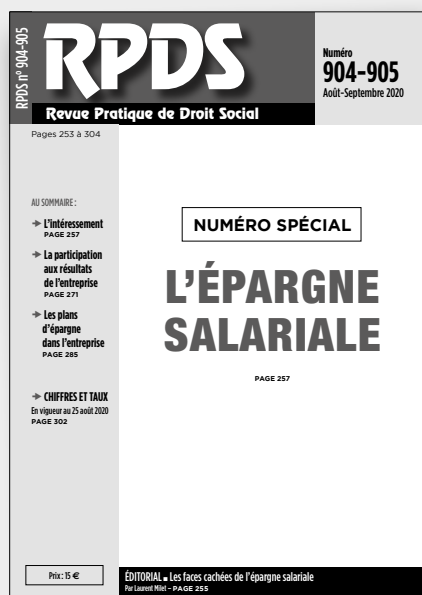 RPDS n° 904-905
RPDS
Revue Pratique de Droit Social
Numéro
904-905
Août-Septembre 2020
Pages 253 à 304
AU SOMMAIRE :
➜ L’intéressement
PAGE 257
➜ La participation
aux résultats
de l’entreprise
PAGE 271
➜ Les plans
d’épargne
dans l’entreprise
PAGE 285
➜ CHIFFRES ET TAUX
En vigueur au 25 août 2020
PAGE 302
NUMÉRO SPÉCIAL
L’ÉPARGNE
SALARIALE
PAGE 257
Prix : 15 €
ÉDITORIAL ■ Les faces cachées de l’épargne salariale
Par Laurent Milet – PAGE 255